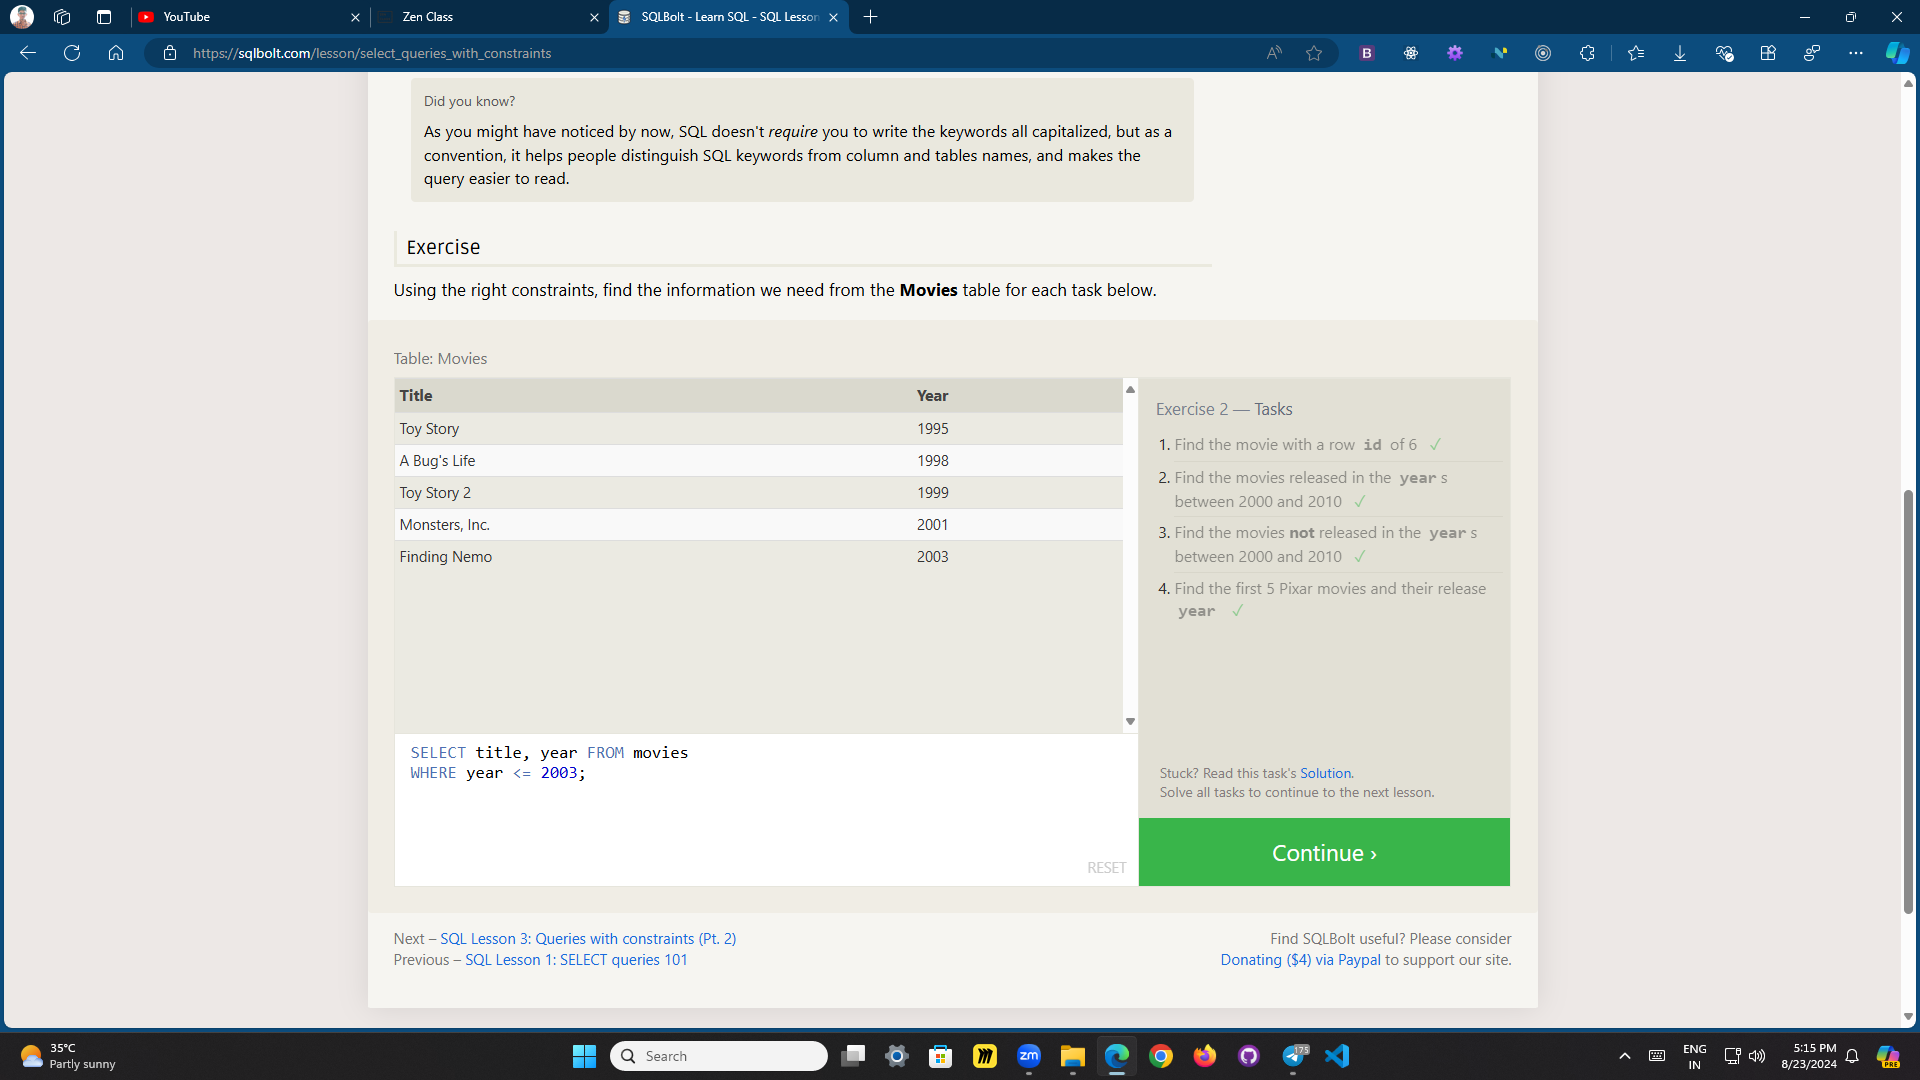 YouTube
Zen Class
SQLBolt - Learn SQL - SQL Lesson
https://sqlbolt.com/lesson/select_queries_with_constraints
Did you know?
As you might have noticed by now, SQL doesn't require you to write the keywords all capitalized, but as a
convention, it helps people distinguish SQL keywords from column and tables names, and makes the
query easier to read.
Exercise
Using the right constraints, find the information we need from the Movies table for each task below.
Table: Movies
Title Year
Toy Story 1995
A Bug's Life 1998
Toy Story 2 1999
Monsters, Inc. 2001
Finding Nemo 2003
Exercise 2 — Tasks
1. Find the movie with a row id of 6 ✓
2. Find the movies released in the year s
between 2000 and 2010 ✓
3. Find the movies not released in the year s
between 2000 and 2010 ✓
4. Find the first 5 Pixar movies and their release
year ✓
SELECT title, year FROM movies
WHERE year <= 2003;
RESET
Stuck? Read this task's Solution.
Solve all tasks to continue to the next lesson.
Continue ›
Next – SQL Lesson 3: Queries with constraints (Pt. 2)
Previous – SQL Lesson 1: SELECT queries 101
Find SQLBolt useful? Please consider
Donating ($4) via Paypal to support our site.
35°C
Partly sunny
Search
zm
175
ENG
IN
5:15 PM
8/23/2024
PRE